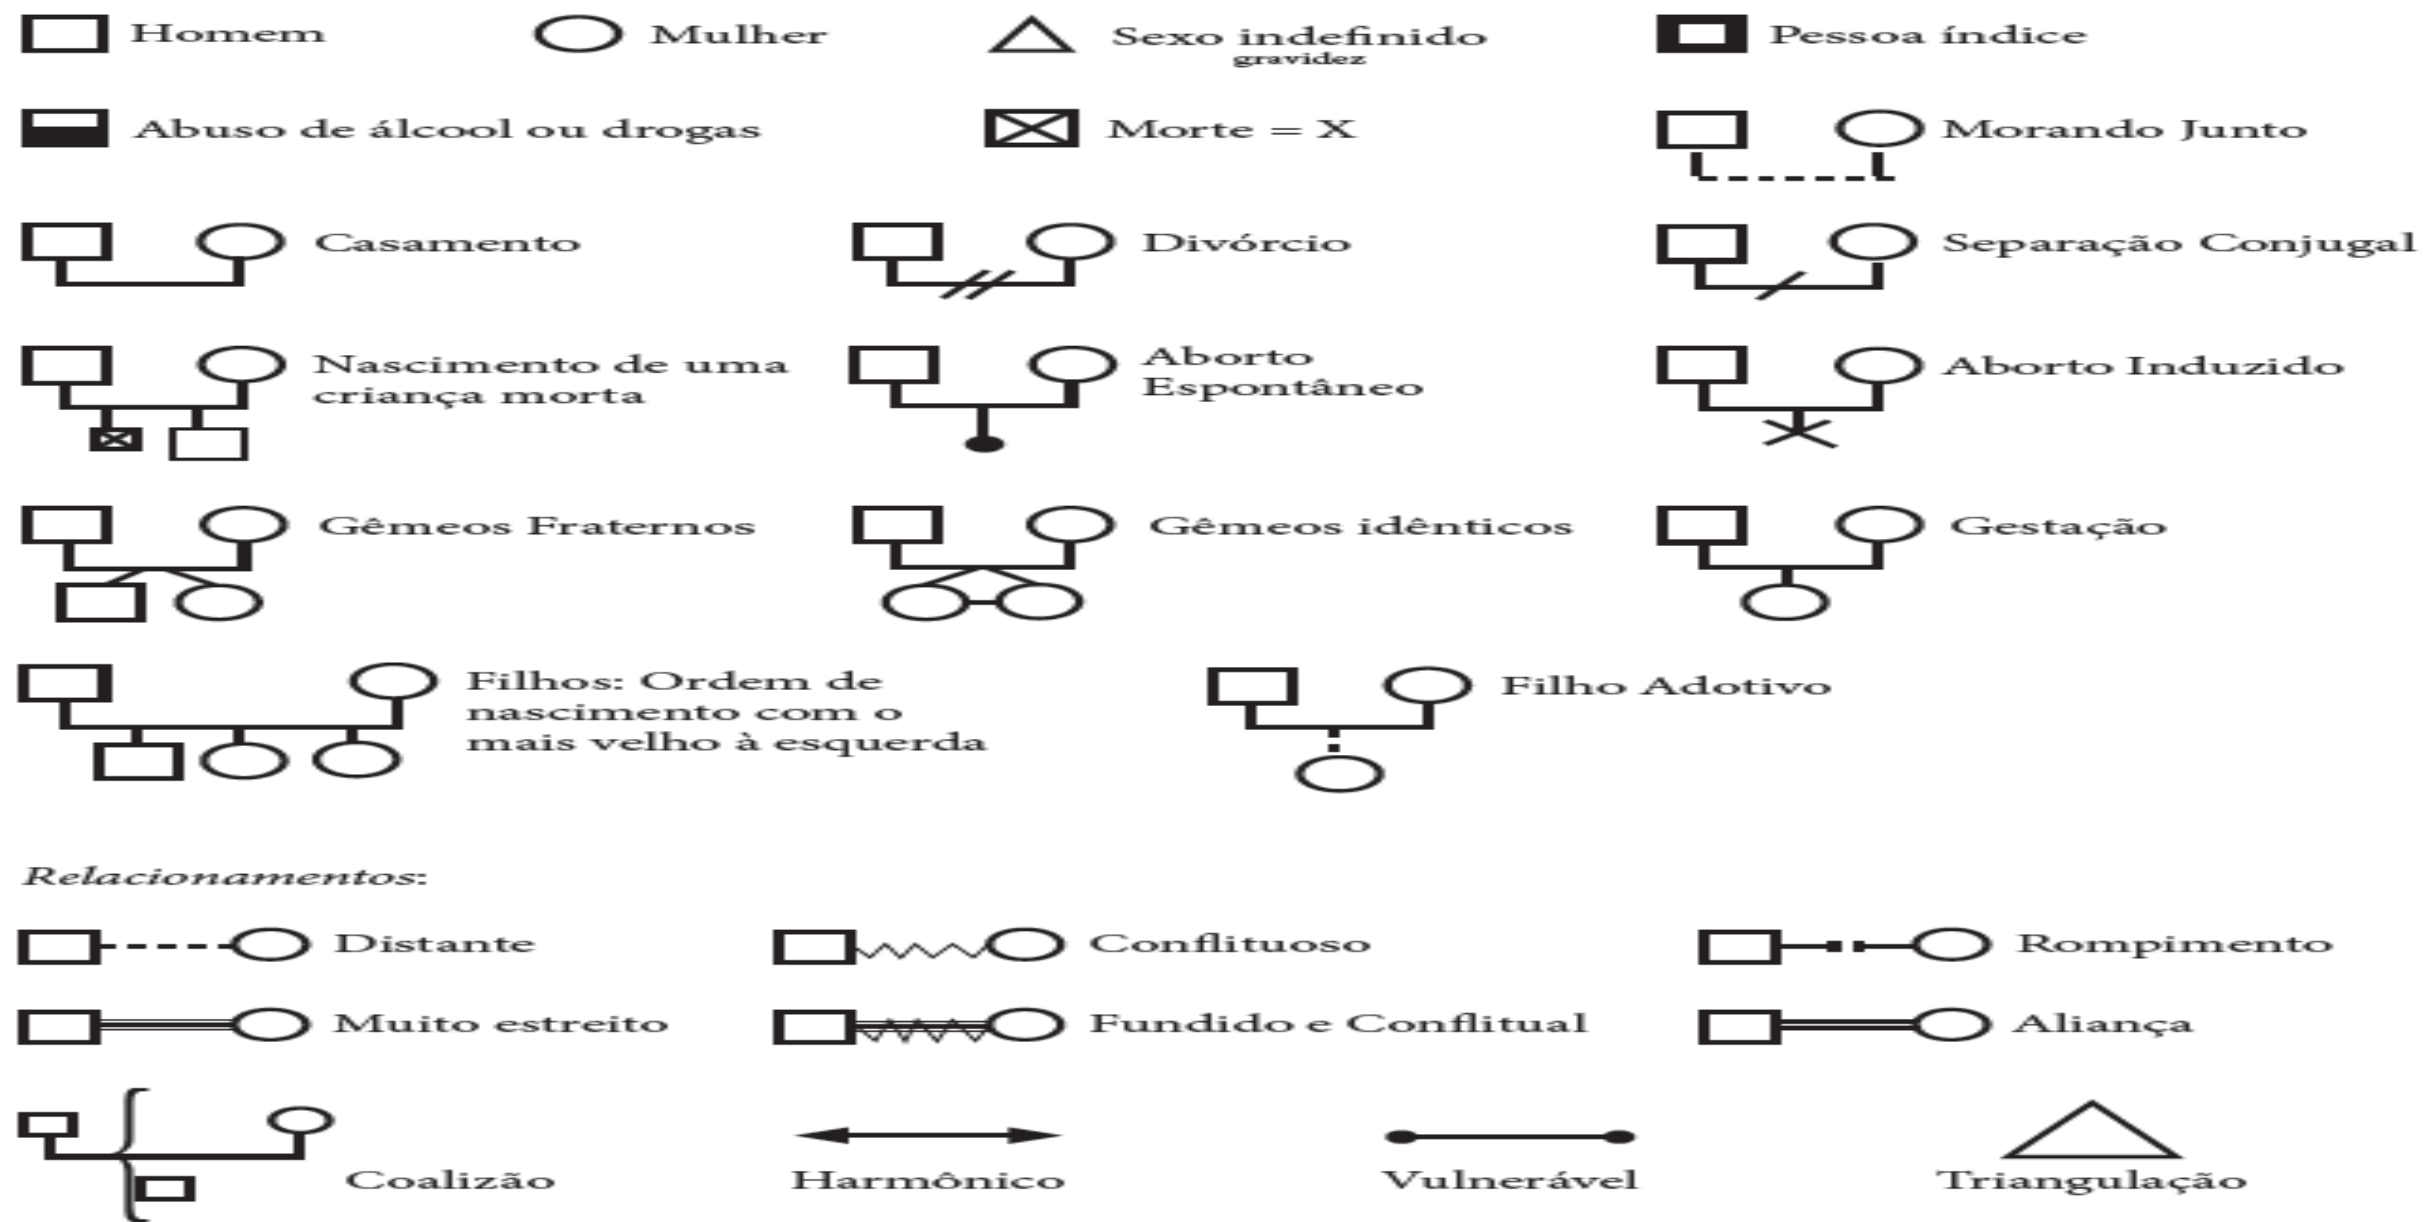 Homem
Mulher
Sexo indefinido
gravidez
Pessoa índice
Abuso de álcool ou drogas
Morte = X
Morando Junto
Casamento
Divórcio
Separação Conjugal
Nascimento de uma
criança morta
Aborto
Espontâneo
Aborto Induzido
Gêmeos Fraternos
Gêmeos idênticos
Gestação
Filhos: Ordem de
nascimento com o
mais velho à esquerda
Filho Adotivo
Relacionamentos:
Distante
Conflituoso
Rompimento
Muito estreito
Fundido e Conflitual
Aliança
Coalizão
Harmônico
Vulnerável
Triangulação